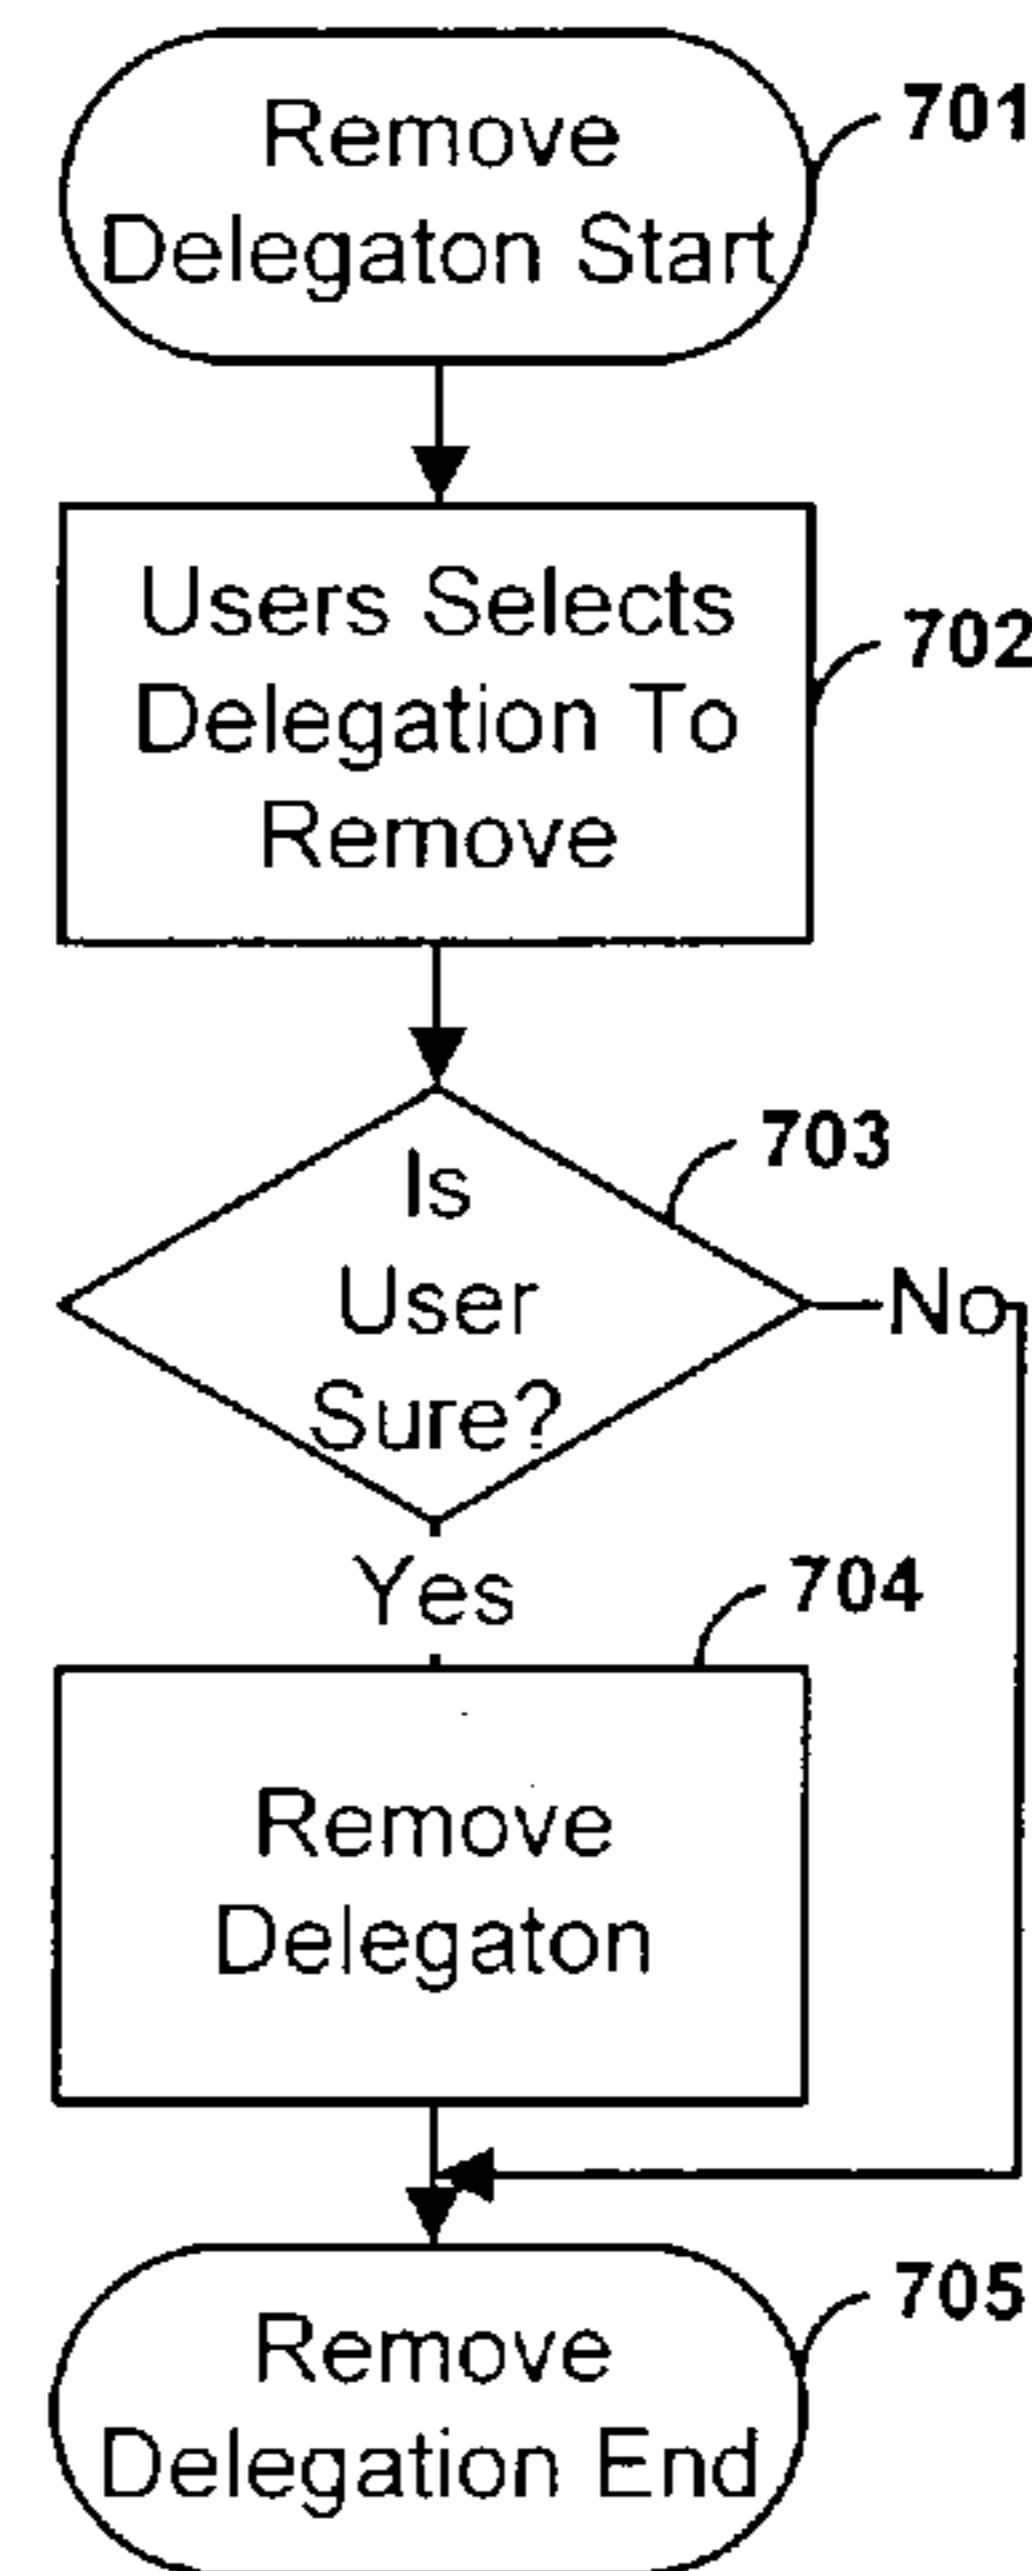 Remove
Delegaton Start
701
Users Selects
Delegation To
Remove
702
703
Is
User
Sure?
No
Yes
704
Remove
Delegaton
705
Remove
Delegation End